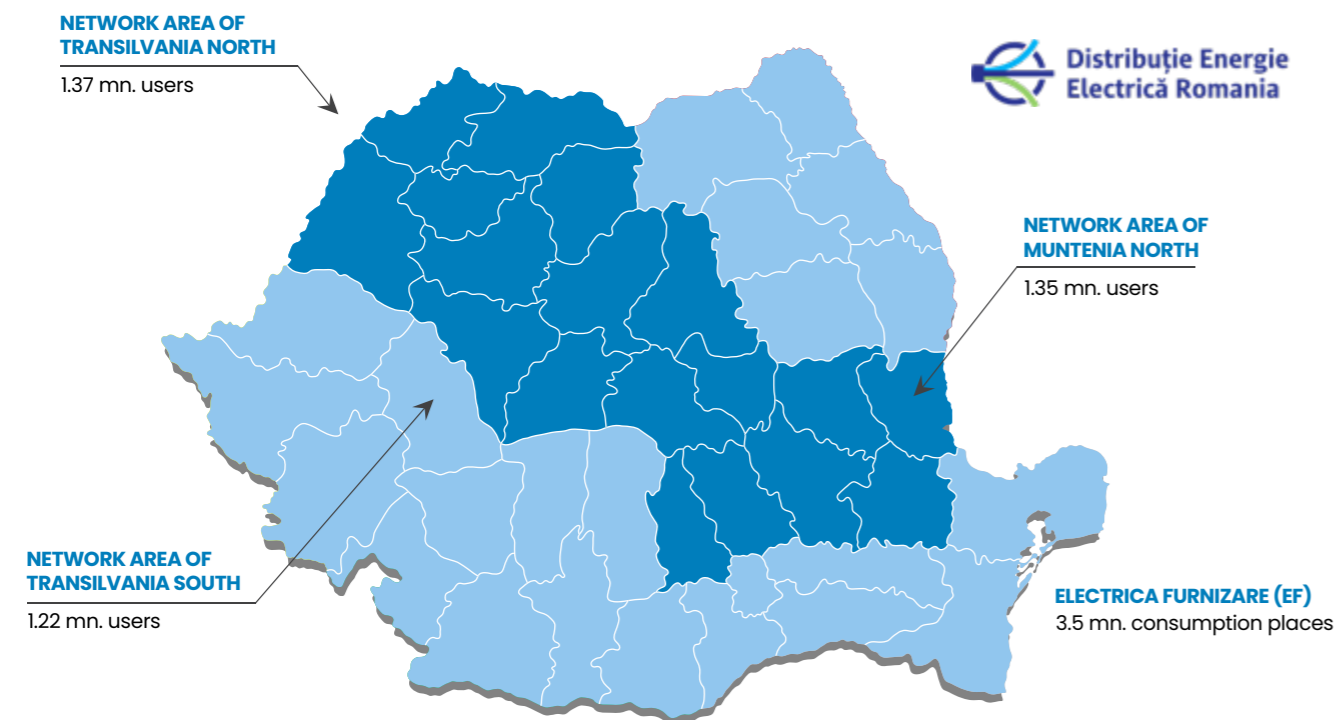 NETWORK AREA OF
TRANSILVANIA NORTH
1.37 mn. users
Distribuție Energie
Electrică Romania
NETWORK AREA OF
MUNTENIA NORTH
1.35 mn. users
NETWORK AREA OF
TRANSILVANIA SOUTH
1.22 mn. users
ELECTRICA FURNIZARE (EF)
3.5 mn. consumption places